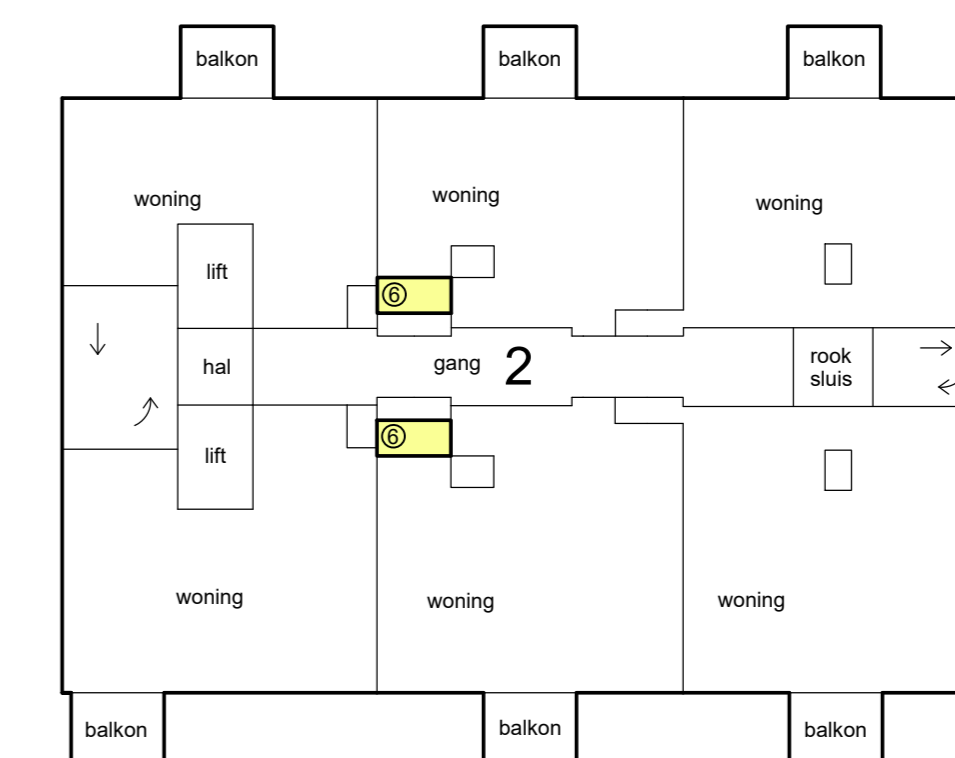 balkon
balkon
balkon
woning
woning
woning
lift
⑥
hal
gang
2
rook
sluis
⑥
lift
woning
woning
woning
balkon
balkon
balkon